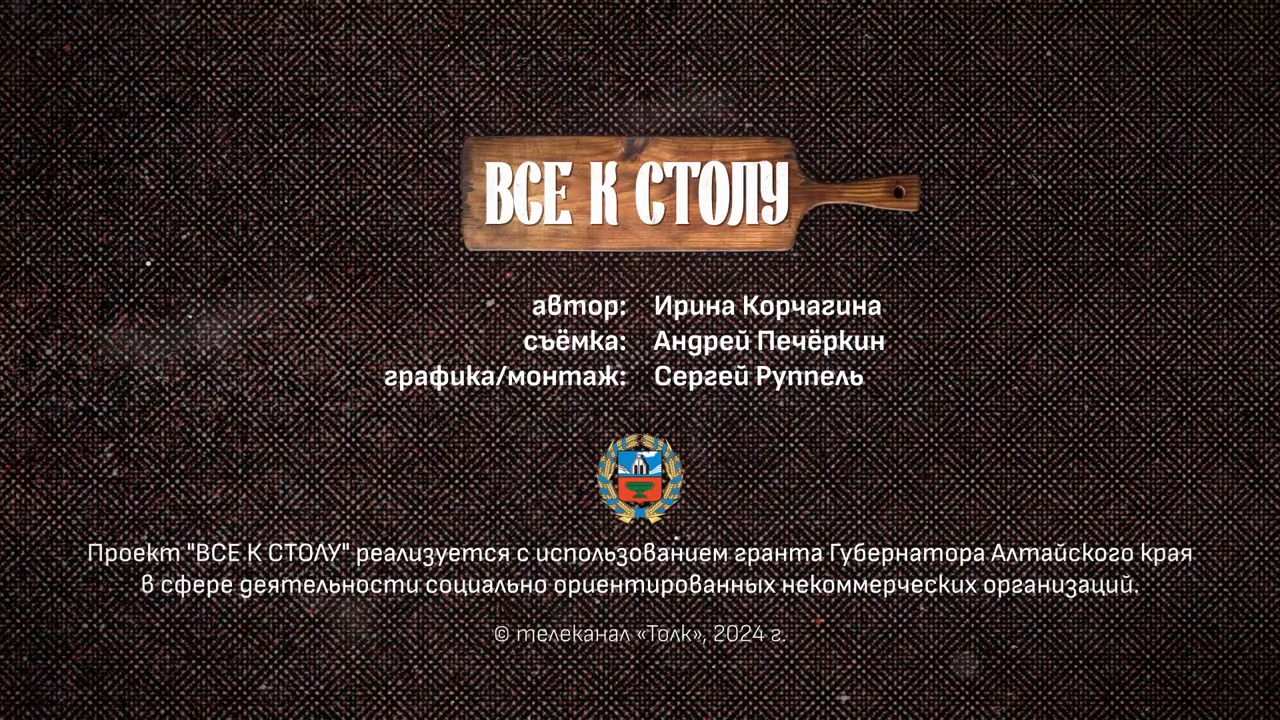 ВСЕ К СТОЛУ
автор: Ирина Корчагина
съёмка: Андрей Печёркин
графика/монтаж: Сергей Руппель
Проект "ВСЕ К СТОЛУ" реализуется с использованием гранта Губернатора Алтайского края
в сфере деятельности социально ориентированных некоммерческих организаций.
© телеканал «Толк», 2024 г.